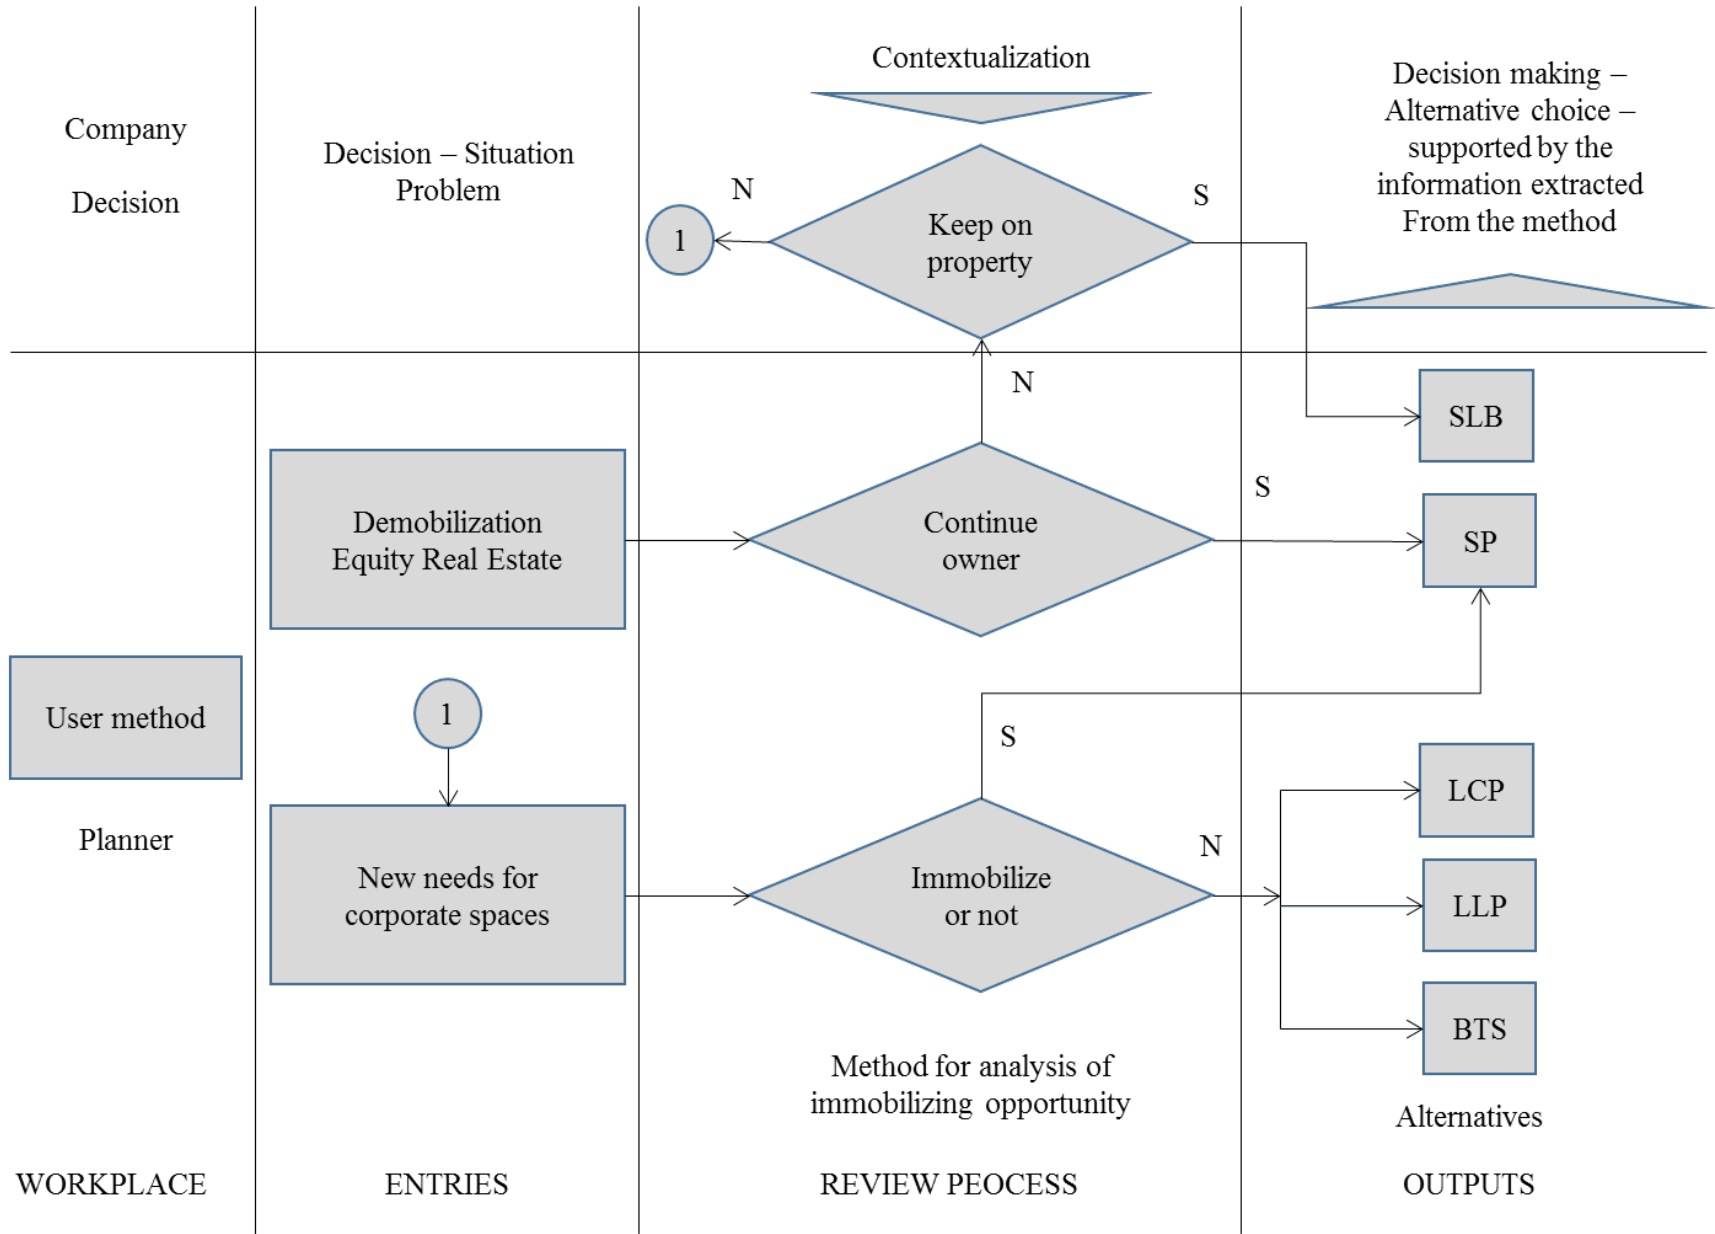 Company
Decision
Decision – Situation
Problem
Contextualization
Decision making –
Alternative choice –
supported by the
information extracted
From the method
N
S
1
Keep on
property
N
SLB
Demobilization
Equity Real Estate
Continue
owner
S
SP
User method
1
S
Planner
New needs for
corporate spaces
Immobilize
or not
N
LCP
LLP
BTS
Method for analysis of
immobilizing opportunity
Alternatives
WORKPLACE
ENTRIES
REVIEW PEOCESS
OUTPUTS